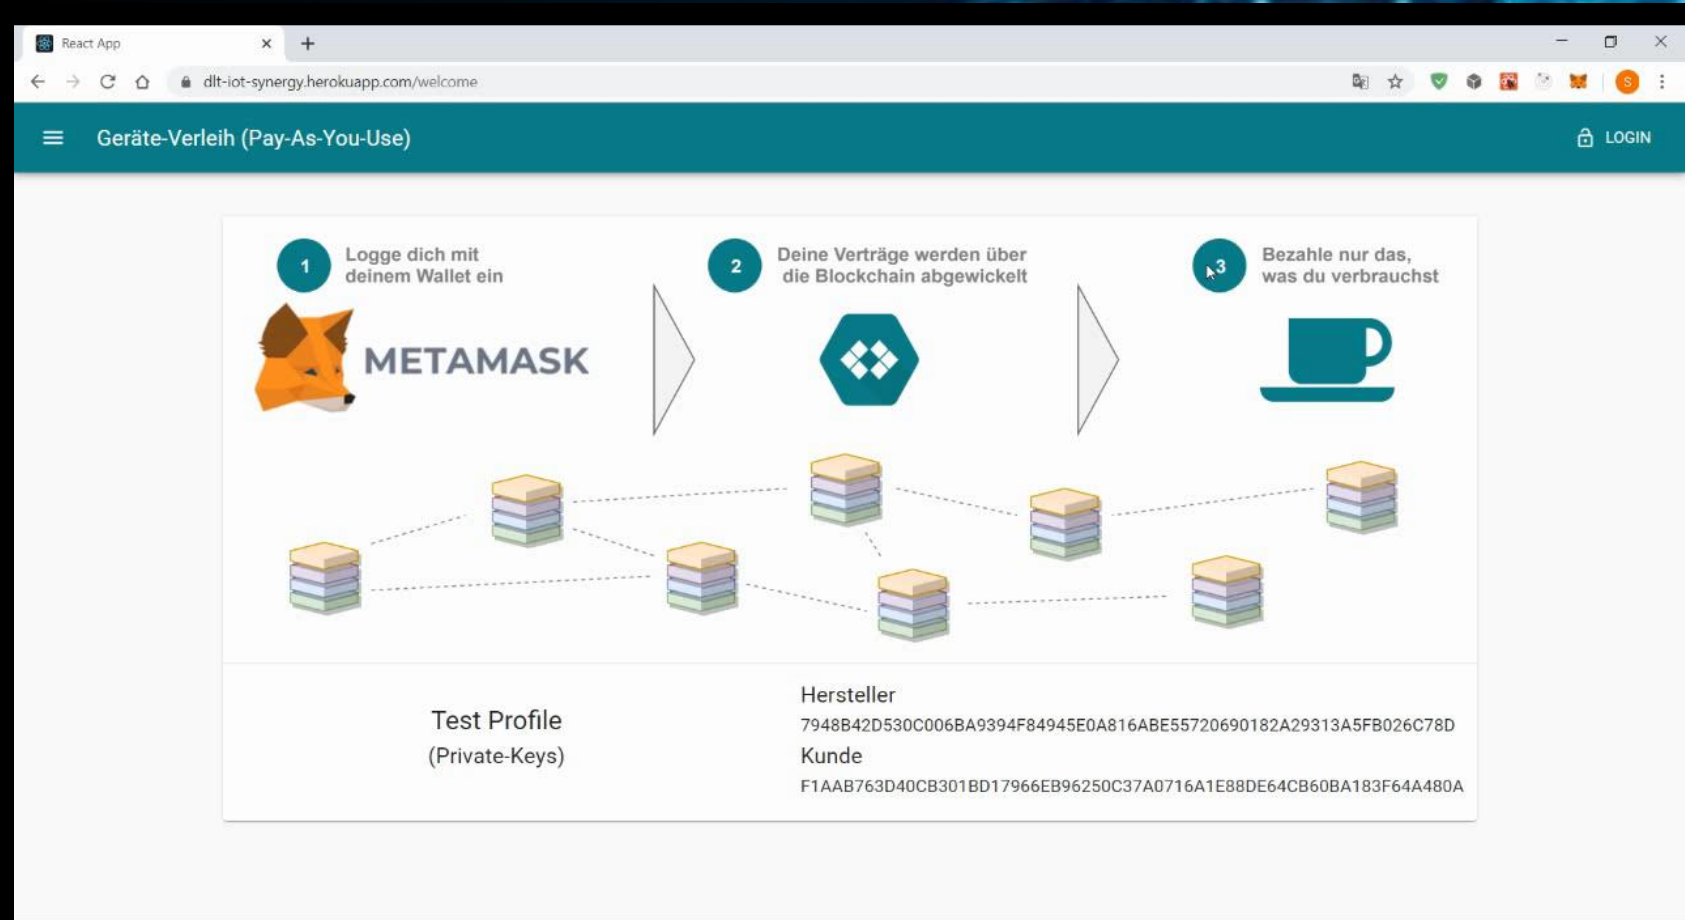 React App
dlt-iot-synergy.herokuapp.com/welcome
S
Geräte-Verleih (Pay-As-You-Use)
LOGIN
1
Logge dich mit
deinem Wallet ein
2
Deine Verträge werden über
die Blockchain abgewickelt
3
Bezahle nur das,
was du verbrauchst
METAMASK
Test Profile
(Private-Keys)
Hersteller
7948B42D530C006BA9394F84945E0A816ABE55720690182A29313A5FB026C78D
Kunde
F1AAB763D40CB301BD17966EB96250C37A0716A1E88DE64CB60BA183F64A480A